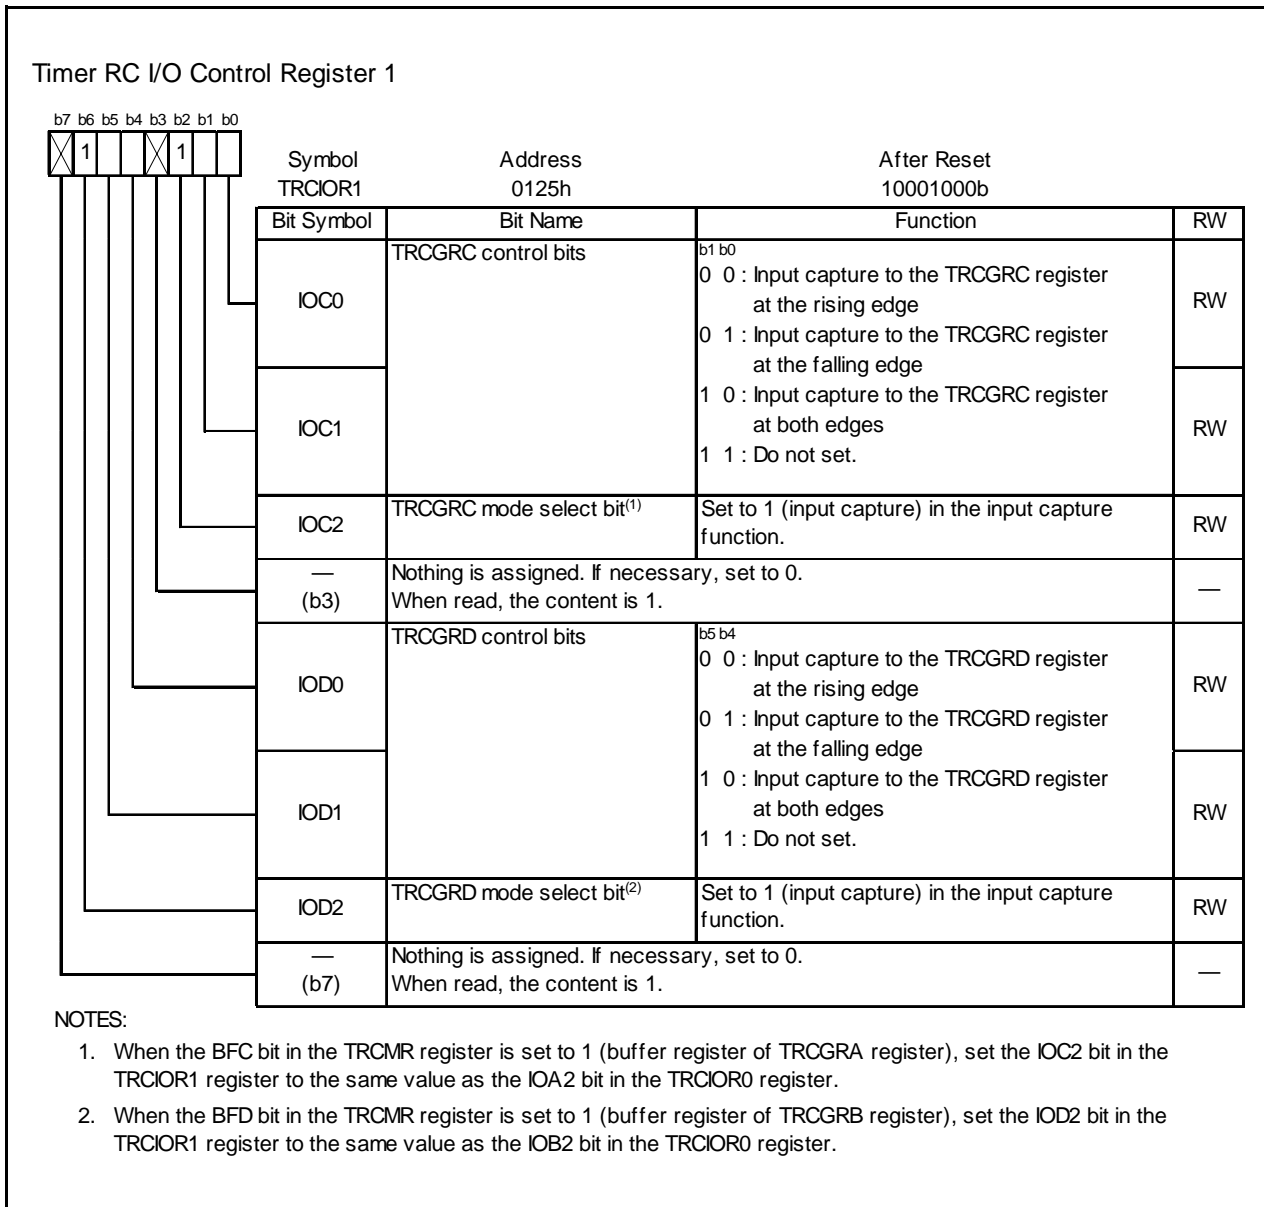 Timer RC I/O Control Register 1
b7 b6 b5 b4 b3 b2 b1 b0
1 1
Symbol Address After Reset
TRCIOR1 0125h 10001000b
Bit Symbol Bit Name Function RW
IOC0 TRCGRC control bits b1 b0
0 0 : Input capture to the TRCGRC register
at the rising edge RW
0 1 : Input capture to the TRCGRC register
at the falling edge
IOC1 1 0 : Input capture to the TRCGRC register
at both edges RW
1 1 : Do not set.
IOC2 TRCGRC mode select bit(1) Set to 1 (input capture) in the input capture
function. RW
— Nothing is assigned. If necessary, set to 0. —
(b3) When read, the content is 1.
IOD0 TRCGRD control bits b5 b4
0 0 : Input capture to the TRCGRD register
at the rising edge RW
0 1 : Input capture to the TRCGRD register
at the falling edge
IOD1 1 0 : Input capture to the TRCGRD register
at both edges RW
1 1 : Do not set.
IOD2 TRCGRD mode select bit(2) Set to 1 (input capture) in the input capture
function. RW
— Nothing is assigned. If necessary, set to 0. —
(b7) When read, the content is 1.
NOTES:
1. When the BFC bit in the TRCMR register is set to 1 (buffer register of TRCGRA register), set the IOC2 bit in the
TRCIOR1 register to the same value as the IOA2 bit in the TRCIOR0 register.
2. When the BFD bit in the TRCMR register is set to 1 (buffer register of TRCGRB register), set the IOD2 bit in the
TRCIOR1 register to the same value as the IOB2 bit in the TRCIOR0 register.